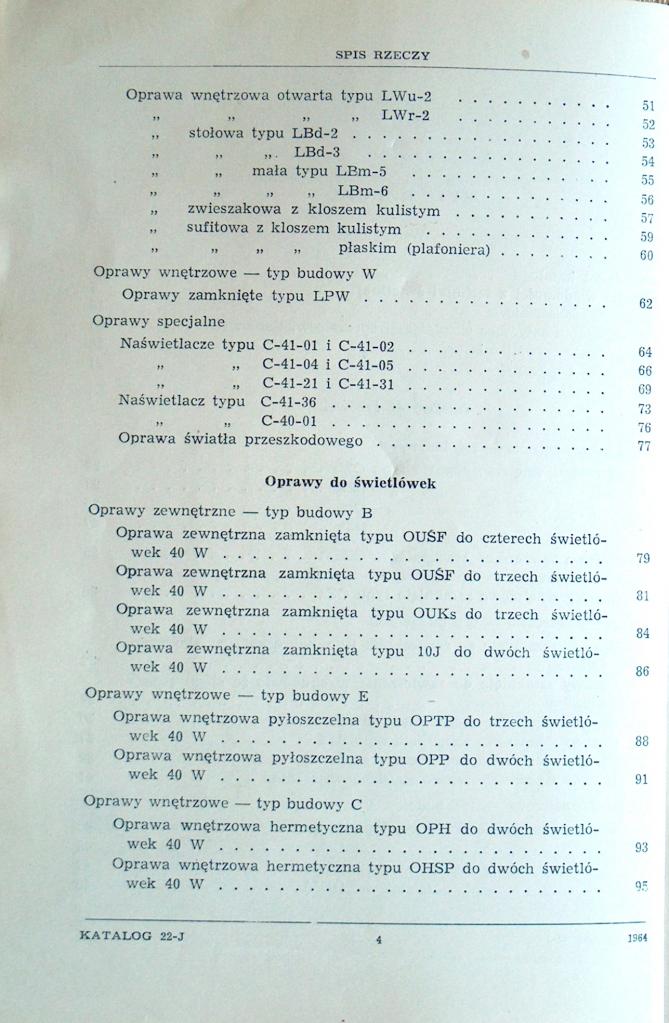 SPIS RZECZY
Oprawa wnętrzowa otwarta typu LWu-2 . . . . . . . . . . . 51
„ „ „ „ LWr-2 . . . . . . . . . . . 52
„ stołowa typu LBd-2 . . . . . . . . . . . . . . . . . . 53
„ „ „. LBd-3 . . . . . . . . . . . . . . . . . 54
„ „ mała typu LBm-5 . . . . . . . . . . . . . . 55
„ „ „ „ LBm-6 . . . . . . . . . . . . . . 56
„ zwieszakowa z kloszem kulistym . . . . . . . . . . . 57
„ sufitowa z kloszem kulistym . . . . . . . . . . . . . 59
„ „ „ „ płaskim (plafoniera) . . . . . . . . 60
Oprawy wnętrzowe — typ budowy W
Oprawy zamknięte typu LPW . . . . . . . . . . . . . . . . . 62
Oprawy specjalne
Naświetlacze typu C-41-01 i C-41-02 . . . . . . . . . . . . . . 64
„ „ C-41-04 i C-41-05 . . . . . . . . . . . . . . 66
„ „ C-41-21 i C-41-31 . . . . . . . . . . . . . . 69
Naświetlacz typu C-41-36 . . . . . . . . . . . . . . . . . . . 73
„ „ C-40-01 . . . . . . . . . . . . . . . . . . . 76
Oprawa światła przeszkodowego . . . . . . . . . . . . . . . . 77
Oprawy do świetlówek
Oprawy zewnętrzne — typ budowy B
Oprawa zewnętrzna zamknięta typu OUŚF do czterech świetló-
wek 40 W . . . . . . . . . . . . . . . . . . . . . . . . . . . 79
Oprawa zewnętrzna zamknięta typu OUŚF do trzech świetló-
wek 40 W . . . . . . . . . . . . . . . . . . . . . . . . . . . 81
Oprawa zewnętrzna zamknięta typu OUKs do trzech świetló-
wek 40 W . . . . . . . . . . . . . . . . . . . . . . . . . . . 84
Oprawa zewnętrzna zamknięta typu 10J do dwóch świetló-
wek 40 W . . . . . . . . . . . . . . . . . . . . . . . . . . . 86
Oprawy wnętrzowe — typ budowy E
Oprawa wnętrzowa pyłoszczelna typu OPTP do trzech świetló-
wek 40 W . . . . . . . . . . . . . . . . . . . . . . . . . . . 88
Oprawa wnętrzowa pyłoszczelna typu OPP do dwóch świetló-
wek 40 W . . . . . . . . . . . . . . . . . . . . . . . . . . . 91
Oprawy wnętrzowe — typ budowy C
Oprawa wnętrzowa hermetyczna typu OPH do dwóch świetló-
wek 40 W . . . . . . . . . . . . . . . . . . . . . . . . . . . 93
Oprawa wnętrzowa hermetyczna typu OHSP do dwóch świetló-
wek 40 W . . . . . . . . . . . . . . . . . . . . . . . . . . . 95
KATALOG 22-J 4 1964